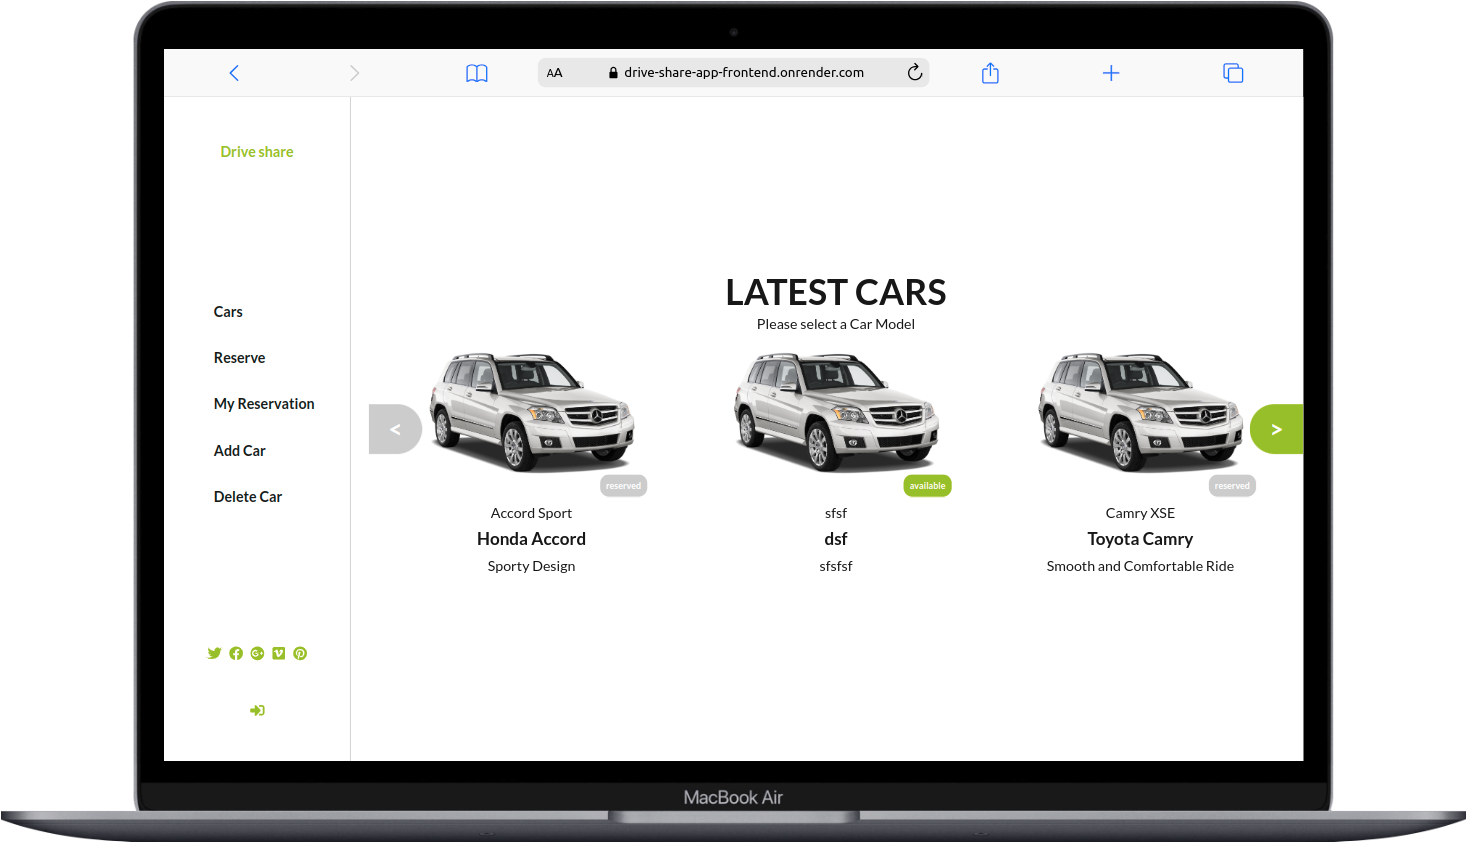 AA drive-share-app-frontend.onrender.com
Drive share
Cars
Reserve
My Reservation
Add Car
Delete Car
LATEST CARS
Please select a Car Model
<
>
reserved
Accord Sport
Honda Accord
Sporty Design
available
sfsf
dsf
sfsfsf
reserved
Camry XSE
Toyota Camry
Smooth and Comfortable Ride
MacBook Air